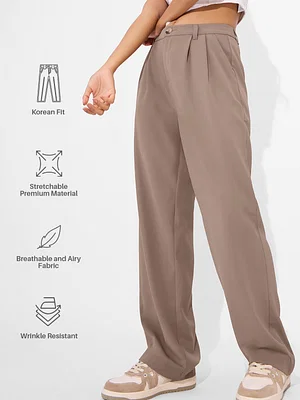 Korean Fit
Stretchable
Premium Material
Breathable and Airy
Fabric
Wrinkle Resistant